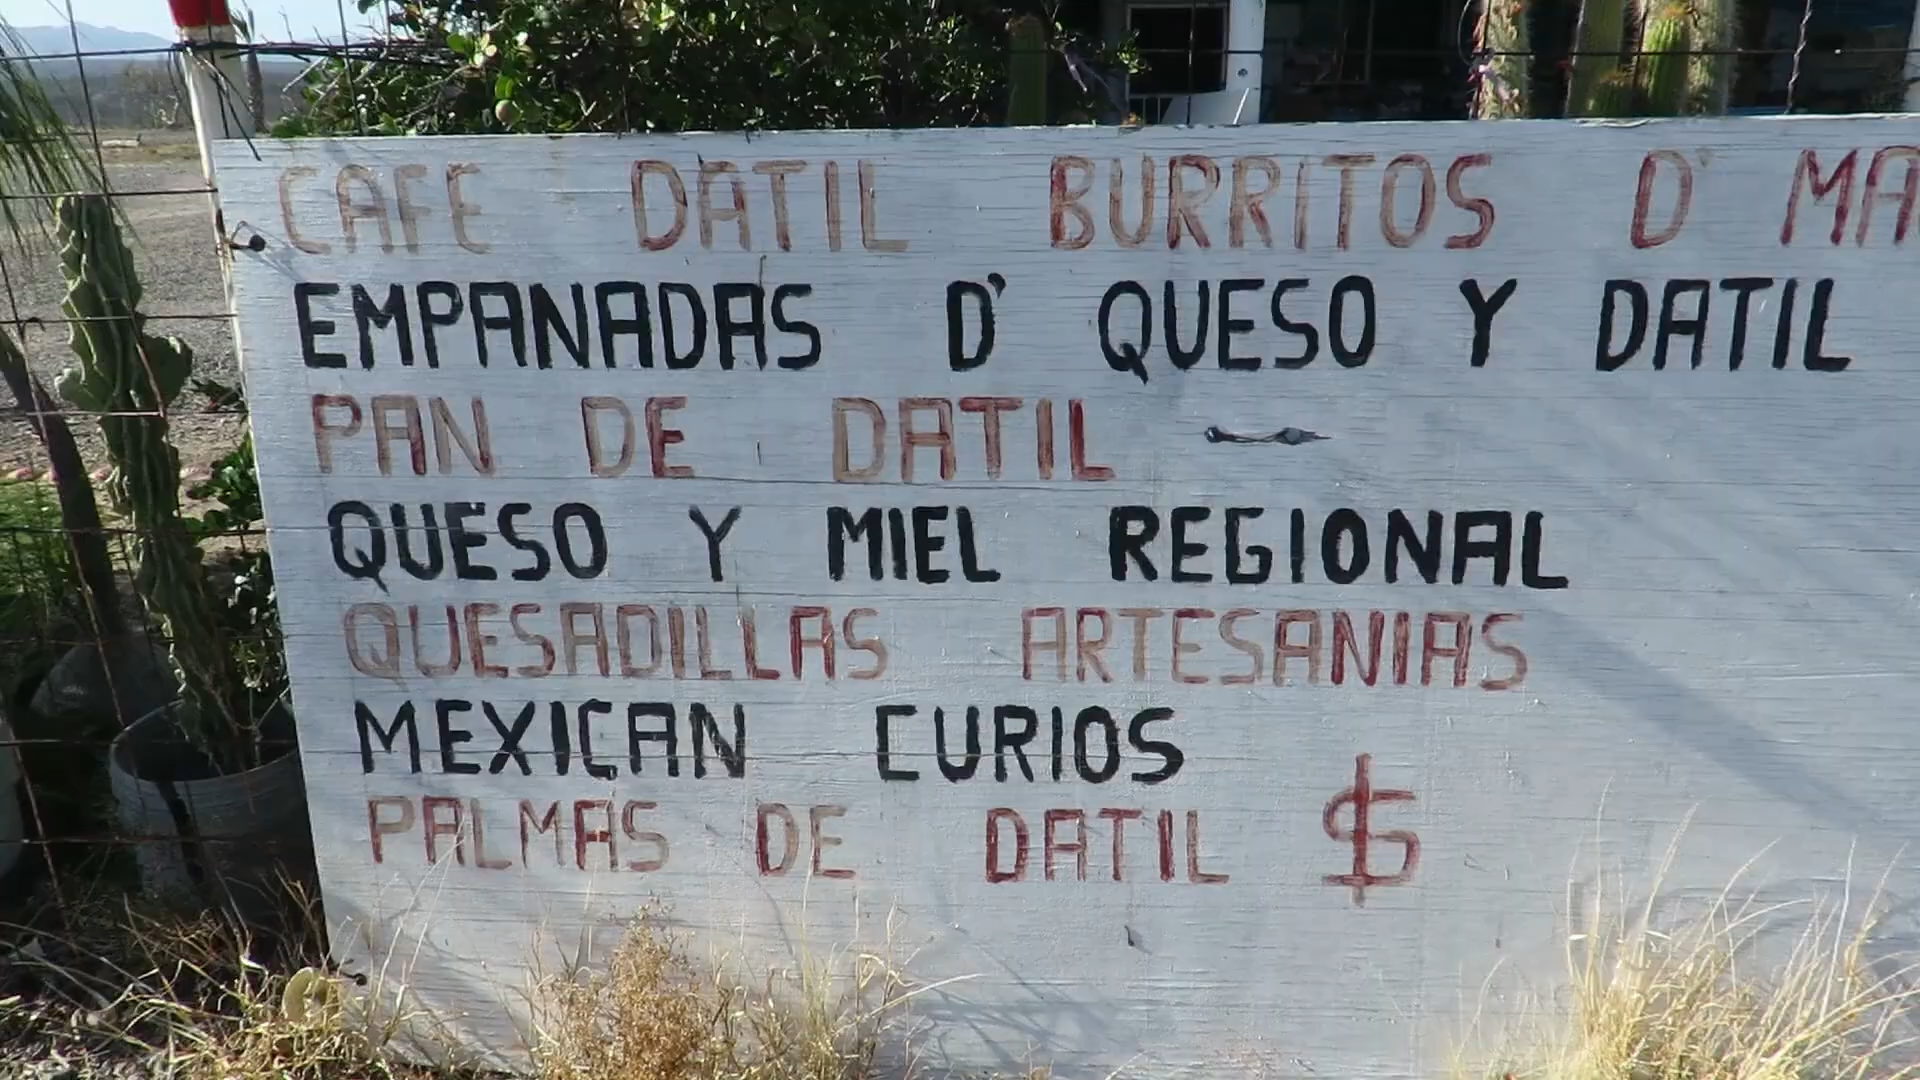 CAFE DATIL BURRITOS D'
EMPANADAS D' QUESO Y DATIL
PAN DE DATIL -
QUESO Y MIEL REGIONAL
QUESADILLAS ARTESANIAS
MEXICAN CURIOS
PALMAS DE DATIL $